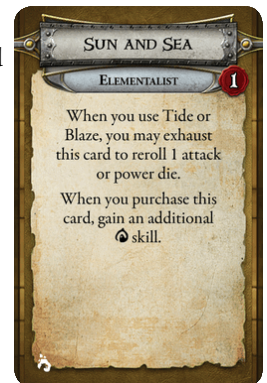 Sun and Sea
Elementalist
1
When you use Tide or
Blaze, you may exhaust
this card to reroll 1 attack
or power die.
When you purchase this
card, gain an additional
skill.